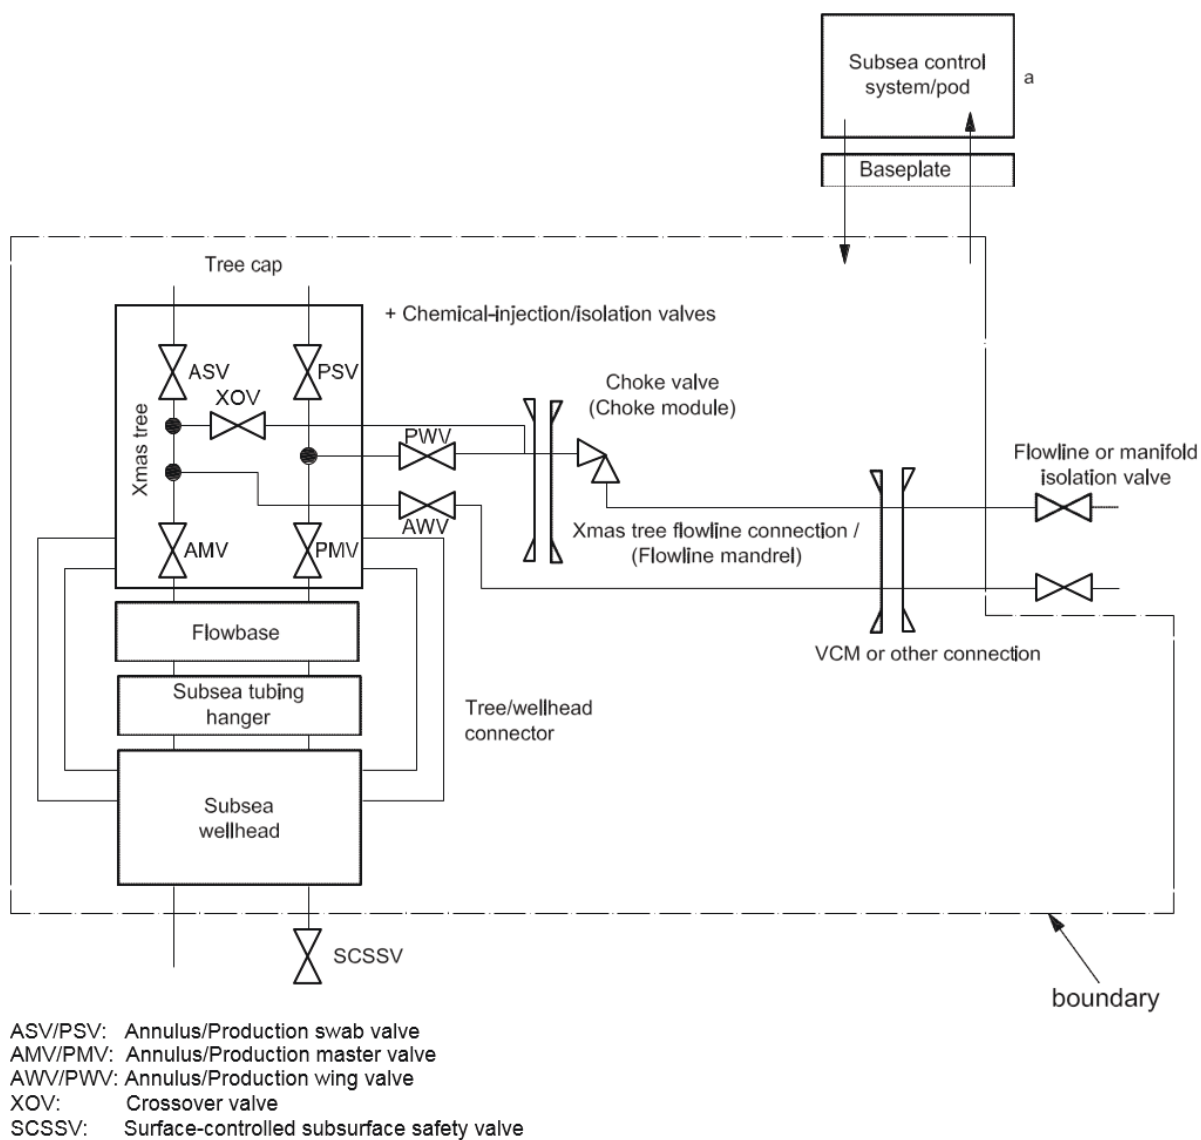 Subsea control
system/pod
a
Baseplate
Tree cap
+ Chemical-injection/isolation valves
ASV
PSV
XOV
Xmas tree
PWV
AWV
AMV
PMV
Choke valve
(Choke module)
Flowline or manifold
isolation valve
Xmas tree flowline connection /
(Flowline mandrel)
VCM or other connection
Flowbase
Subsea tubing
hanger
Tree/wellhead
connector
Subsea
wellhead
SCSSV
boundary
ASV/PSV: Annulus/Production swab valve
AMV/PMV: Annulus/Production master valve
AWV/PWV: Annulus/Production wing valve
XOV: Crossover valve
SCSSV: Surface-controlled subsurface safety valve